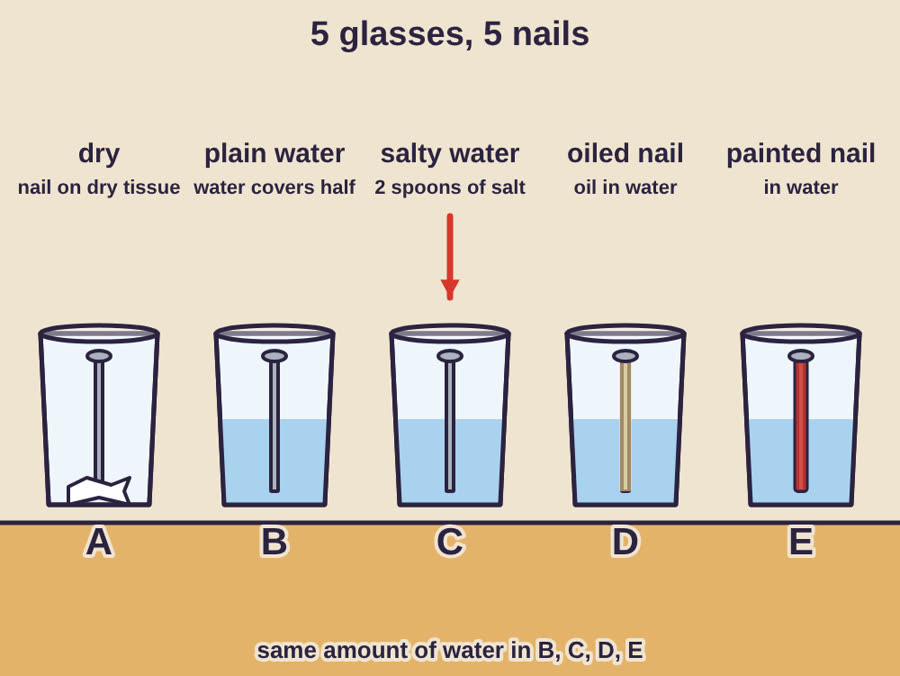 5 glasses, 5 nails
dry
nail on dry tissue
plain water
water covers half
salty water
2 spoons of salt
oiled nail
oil in water
painted nail
in water
A
B
C
D
E
same amount of water in B, C, D, E